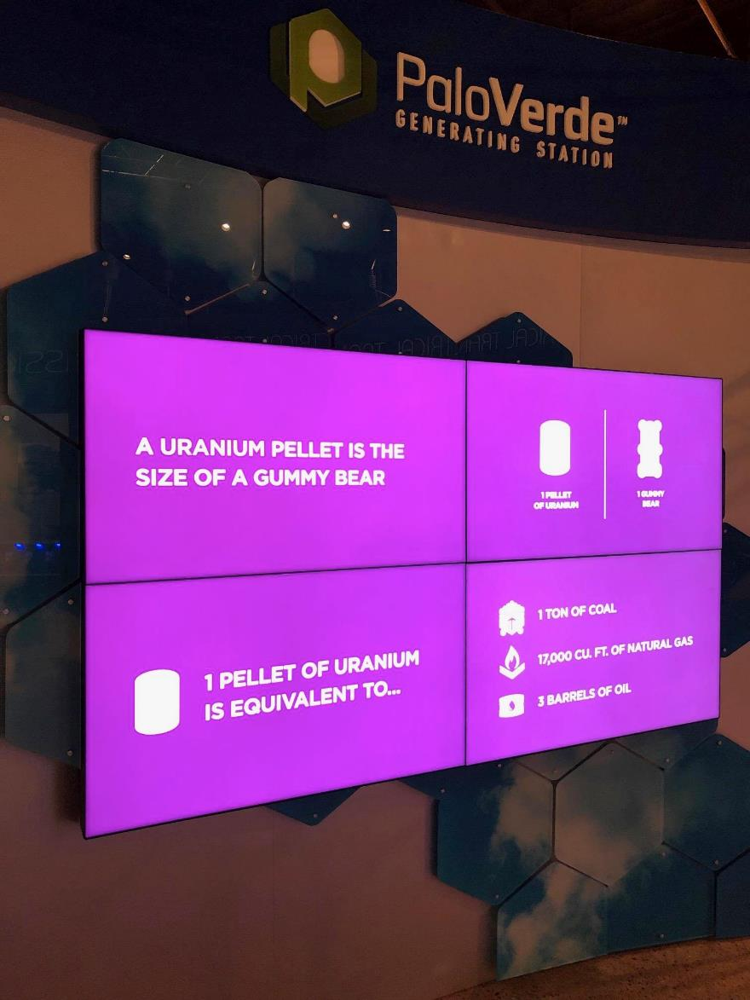 PaloVerde™
GENERATING STATION
A URANIUM PELLET IS THE
SIZE OF A GUMMY BEAR
1 PELLET
OF URANIUM
1 GUMMY
BEAR
1 PELLET OF URANIUM
IS EQUIVALENT TO...
1 TON OF COAL
17,000 CU. FT. OF NATURAL GAS
3 BARRELS OF OIL